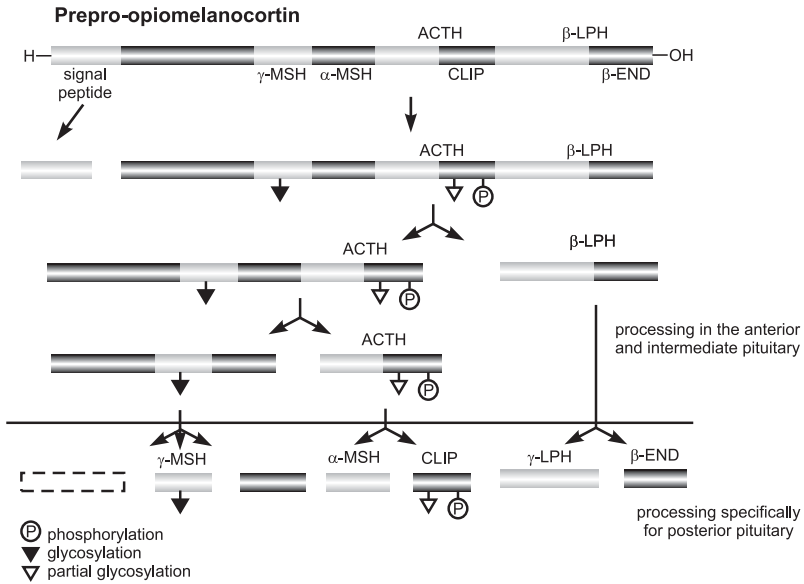 Prepro-opiomelanocortin
ACTH β-LPH
H OH
signal
peptide
γ-MSH α-MSH CLIP β-END
ACTH β-LPH
P
ACTH β-LPH
P
processing in the anterior
and intermediate pituitary
ACTH
P
γ-MSH α-MSH CLIP γ-LPH β-END
P
processing specifically
for posterior pituitary
P phosphorylation
glycosylation
partial glycosylation